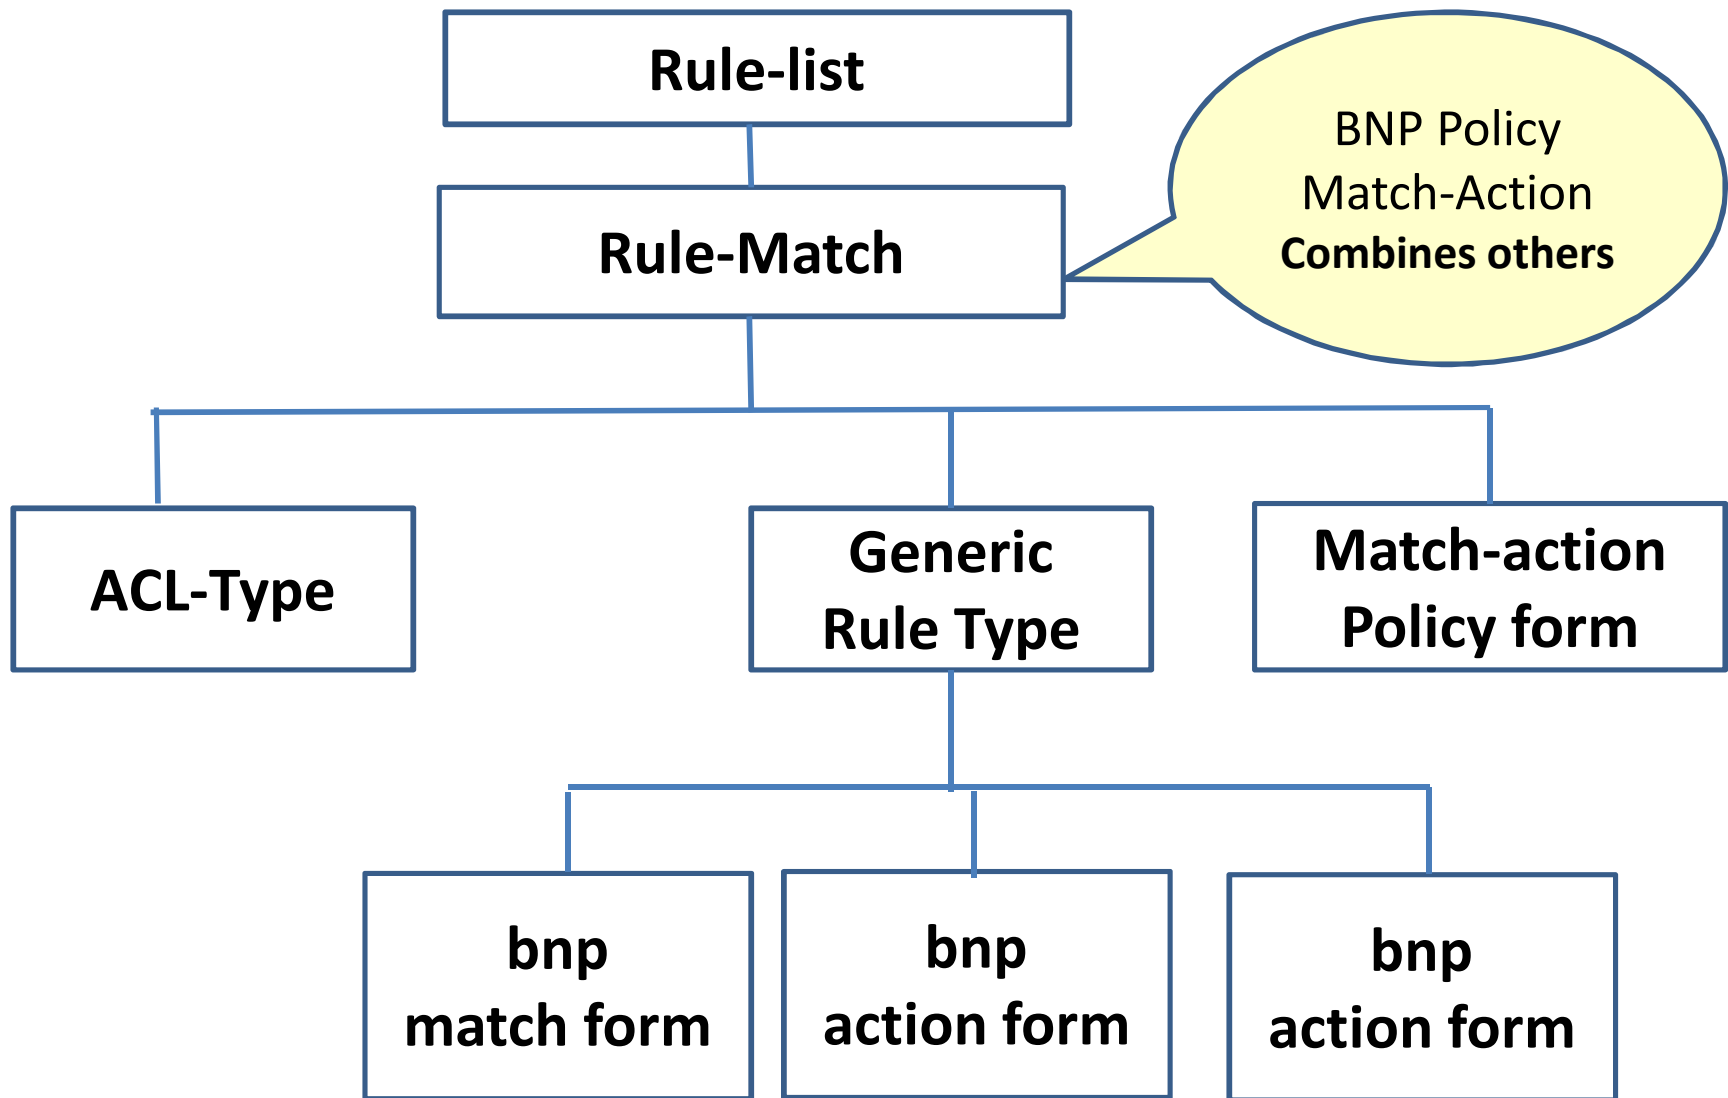 Rule-list
BNP Policy
Match-Action
Combines others
Rule-Match
ACL-Type
Generic
Rule Type
Match-action
Policy form
bnp
match form
bnp
action form
bnp
action form